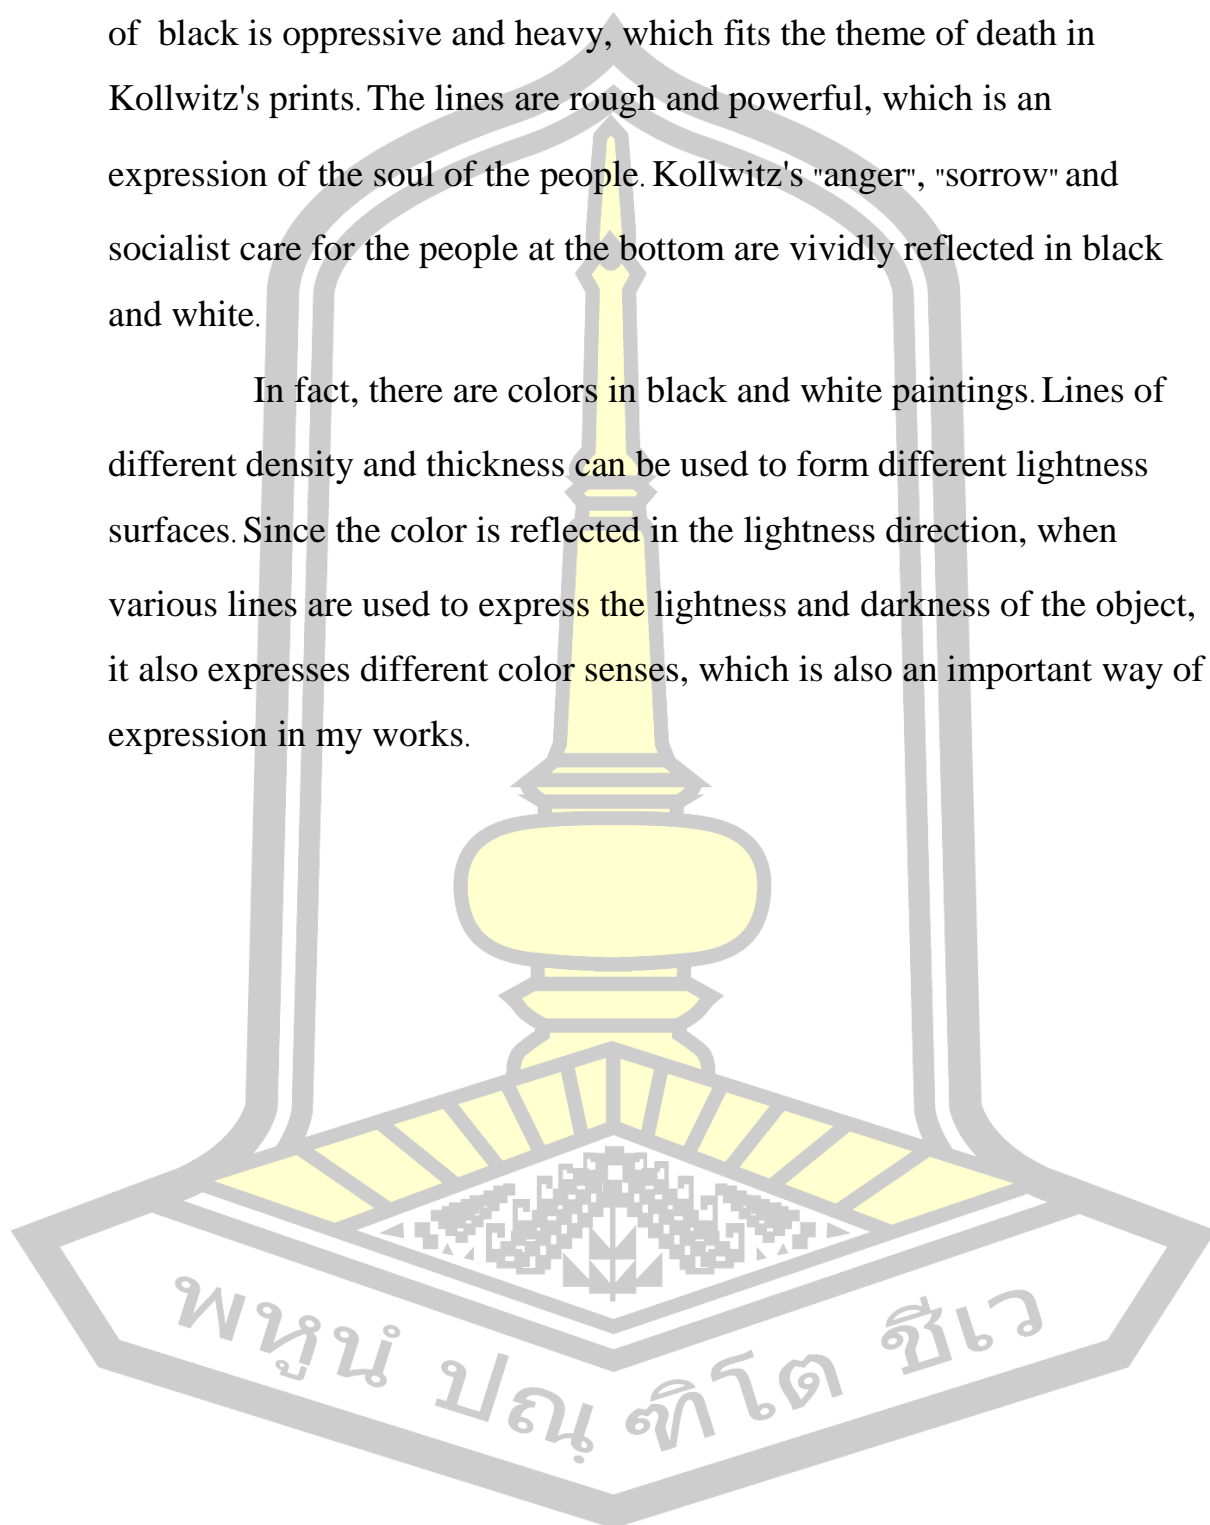 of  black is oppressive and heavy, which fits the theme of death in
Kollwitz's prints. The lines are rough and powerful, which is an
expression of the soul of the people. Kollwitz's "anger", "sorrow" and
socialist care for the people at the bottom are vividly reflected in black
and white.
In fact, there are colors in black and white paintings. Lines of
different density and thickness can be used to form different lightness
surfaces. Since the color is reflected in the lightness direction, when
various lines are used to express the lightness and darkness of the object,
it also expresses different color senses, which is also an important way of
expression in my works.
พหูนํ ปณฺฑิโต ชีเว